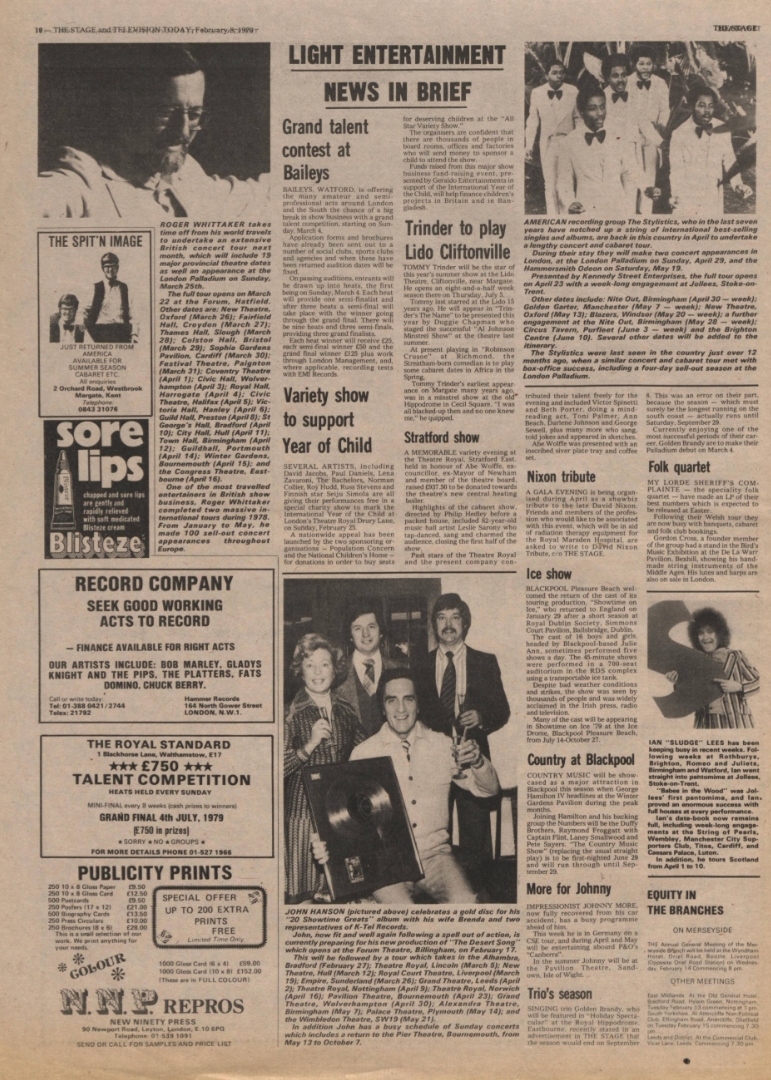 18 — THE STAGE and TELEVISION TODAY, February 8, 1979
THE STAGE
ROGER WHITTAKER takes
time off from his world travels
to undertake an extensive
British concert tour next
month, which will include 19
major provincial theatre dates
as well an appearance at the
London Palladium on Sunday,
March 25th.
The full tour opens on March
22 at the Forum, Hatfield.
Other dates are: New Theatre,
Oxford (March 26); Fairfield
Hall, Croydon (March 27);
Thames Hall, Slough (March
28); Colston Hall, Bristol
(March 29); Sophia Gardens
Pavilion, Cardiff (March 30);
Festival Theatre, Paignton
(March 31); Coventry Theatre
(April 1); Civic Hall, Wolver-
hampton (April 3); Royal Hall,
Harrogate (April 4); Civic
Theatre, Halifax (April 5); Vic-
toria Hall, Hanley (April 6);
Guild Hall, Preston (April 8); St
George's Hall, Bradford (April
10); City Hall, Hull (April 11);
Town Hall, Birmingham (April
12); Guildhall, Portsmouth
(April 14); Winter Gardens,
Bournemouth (April 15); and
the Congress Theatre, East-
bourne (April 16).
One of the most travelled
entertainers in British show
business, Roger Whittaker
completed two massive in-
ternational tours during 1978.
From January to May, he
made 100 sell-out concert
appearances throughout
Europe.
THE SPIT'N IMAGE
JUST RETURNED FROM
AMERICA
AVAILABLE FOR
SUMMER SEASON
CABARET ETC.
All enquiries
2 Orchard Road, Westbrook
Margate, Kent
Telephone
0843 21076
sore
lips
chapped and sore lips
are gently and
rapidly relieved
with soft medicated
Blisteze cream
Blisteze
RECORD COMPANY
SEEK GOOD WORKING
ACTS TO RECORD
— FINANCE AVAILABLE FOR RIGHT ACTS
OUR ARTISTS INCLUDE: BOB MARLEY, GLADYS
KNIGHT AND THE PIPS, THE PLATTERS, FATS
DOMINO, CHUCK BERRY.
Call or write today:
Tel: 01-388 0421/2744
Telex: 21792
Hammer Records
164 North Gower Street
LONDON, N.W.1.
THE ROYAL STANDARD
1 Blackhorse Lane, Walthamstow, E17
★★★ £750 ★★★
TALENT COMPETITION
HEATS HELD EVERY SUNDAY
MINI-FINAL every 8 weeks (cash prizes to winners)
GRAND FINAL 4th JULY, 1979
(£750 in prizes)
★ SORRY ★ NO ★ GROUPS ★
FOR MORE DETAILS PHONE 01-527 1966
PUBLICITY PRINTS
250 10 x 8 Gloss Paper £9.50
250 10 x 8 Gloss Card £12.50
500 Postcards £9.50
250 Posters (17 x 12) £21.00
500 Biography Cards £13.50
250 Photo Circulars £10.00
250 Brochures (8 x 6) £28.00
This is a small selection of our
work. We print anything for
your needs.
SPECIAL OFFER
UP TO 200 EXTRA
PRINTS
FREE
Limited Time Only
COLOUR
1000 Gloss Card (6 x 4) £59.00
1000 Gloss Card (10 x 8) £152.00
(These are in FULL COLOUR)
N.N.P REPROS
NEW NINETY PRESS
90 Newport Road, Leyton, London, E.10 6PG
Telephone: 01-539 1091
SEND OR CALL FOR SAMPLES AND PRICE LIST
LIGHT ENTERTAINMENT
NEWS IN BRIEF
Grand talent
contest at
Baileys
BAILEYS, WATFORD, is offering
the many amateur and semi-
professional acts around London
and the South the chance of a big
break in show business with a grand
talent competition, starting on Sun-
day, March 4.
Application forms and brochures
have already been sent out to a
number of social clubs, sports clubs
and agencies and when these have
been returned audition dates will be
fixed.
On passing auditions, entrants will
be drawn up into heats, the first
being on Sunday, March 4. Each heat
will provide one semi-finalist and
after three heats a semi-final will
take place with the winner going
through to the grand final. There will
be nine heats and three semi-finals,
providing three grand finalists.
Each heat winner will receive £25,
each semi-final winner £50 and the
grand final winner £125 plus work
through London Management, and,
where applicable, recording tests
with EMI Records.
Variety show
to support
Year of Child
SEVERAL ARTISTS, including
David Jacobs, Paul Daniels, Lena
Zavaroni, The Bachelors, Norman
Collier, Roy Hudd, Russ Stevens and
Finnish star Seija Simola are all
giving their performances free in a
special charity show to mark the
International Year of the Child at
London's Theatre Royal Drury Lane,
on Sunday, February 25.
A nationwide appeal has been
launched by the two sponsoring or-
ganisations — Population Concern
and the National Children's Home —
for donations in order to buy seats
for deserving children at the "All
Star Variety Show."
The organisers are confident that
there are thousands of people in
board rooms, offices and factories
who will send money to sponsor a
child to attend the show.
Funds raised from this major show
business fund-raising event, pre-
sented by Geraldo Entertainments in
support of the International Year of
the Child, will help finance children's
projects in Britain and in Ban-
gladesh.
Trinder to play
Lido Cliftonville
TOMMY Trinder will be the star of
this year's summer show at the Lido
Theatre, Cliftonville, near Margate.
He opens an eight-and-a-half week
season there on Thursday, July 5.
Tommy last starred at the Lido 15
years ago. He will appear in "Trin-
der's The Name" to be presented this
year by Duggie Chapman who
staged the successful "Al Johnson
Minstrel Show" at the theatre last
summer.
At present playing in "Robinson
Crusoe" at Richmond, the
Streatham-born comedian is to play
some cabaret dates in Africa in the
Spring.
Tommy Trinder's earliest appear-
ance on Margate many years ago,
was in a minstrel show at the old
Hippodrome in Cecil Square. "I was
all blacked-up then and no one knew
me," he quipped.
Stratford show
A MEMORABLE variety evening at
the Theatre Royal, Stratford East,
held in honour of Abe Wolffe, ex-
councillor, ex-Mayor of Newham
and member of the theatre board,
raised £907.50 to be donated towards
the theatre's new central heating
boiler.
Highlights of the cabaret show,
directed by Philip Hedley before a
packed house, included 82-year-old
music hall artist Leslie Sarony who
tap-danced, sang and charmed the
audience, closing the first half of the
show.
Past stars of the Theatre Royal
and the present company con-
tributed their talent freely for the
evening and included Victor Spinetti
and Beth Porter, doing a mind-
reading act, Todd Palmer, Ann
Beach, Darlene Johnson and George
Sewell, plus many more who sang,
told jokes and appeared in sketches.
Abe Wolffe was presented with an
inscribed silver plate tray and coffee
set.
JOHN HANSON (pictured above) celebrates a gold disc for his
"20 Showtime Greats" album with his wife Brenda and two
representatives of K-Tel Records.
John, now fit and well again following a spell out of action, is
currently preparing for his new production of "The Desert Song"
which opens at the Forum Theatre, Billingham, on February 17.
This will be followed by a tour which takes in the Alhambra,
Bradford (February 27); Theatre Royal, Lincoln (March 5); New
Theatre, Hull (March 12); Royal Court Theatre, Liverpool (March
19); Empire, Sunderland (March 26); Grand Theatre, Leeds (April
2); Theatre Royal, Nottingham (April 9); Theatre Royal, Norwich
(April 16); Pavilion Theatre, Bournemouth (April 23); Grand
Theatre, Wolverhampton (April 30); Alexandra Theatre,
Birmingham (May 7); Palace Theatre, Plymouth (May 14); and
the Wimbledon Theatre, SW19 (May 21).
In addition John has a busy schedule of Sunday concerts
which includes a return to the Pier Theatre, Bournemouth, from
May 13 to October 7.
AMERICAN recording group The Stylistics, who in the last seven
years have notched up a string of international best-selling
singles and albums, are back in this country in April to undertake
a lengthy concert and cabaret tour.
During their stay they will make two concert appearances in
London, at the London Palladium on Sunday, April 29, and the
Hammersmith Odeon on Saturday, May 19.
Presented by Kennedy Street Enterprises, the full tour opens
on April 23 with a week-long engagement at Jollees, Stoke-on-
Trent.
Other dates include: Nite Out, Birmingham (April 30 — week);
Golden Garter, Manchester (May 7 — week); New Theatre,
Oxford (May 13); Blazers, Windsor (May 20 — week); a further
engagement at the Nite Out, Birmingham (May 28 — week);
Circus Tavern, Purfleet (June 3 — week) and the Brighton
Centre (June 10). Several other dates will be added to the
itinerary.
The Stylistics were last seen in the country just over 12
months ago, when a similar concert and cabaret tour met with
box-office success, including a four-day sell-out season at the
London Palladium.
Nixon tribute
A GALA EVENING is being organ-
ised during April as a showbiz
tribute to the late David Nixon.
Friends and members of the profes-
sion who would like to be associated
with this event, which will be in aid
of radiation therapy equipment for
the Royal Marsden Hospital, are
asked to write to David Nixon
Tribute, c/o THE STAGE.
Ice show
BLACKPOOL Pleasure Beach wel-
comed the return of the cast of its
touring production, "Showtime on
Ice," who returned to England on
January 29 after a short season at
Royal Dublin Society, Simmons
Court Pavilion, Ballsbridge, Dublin.
The cast of 16 boys and girls,
headed by Blackpool-based Julie
Ann, sometimes performed five
shows a day. The 45-minute shows
were performed in a 700-seat
auditorium in the RDS complex
using a transportable ice tank.
Despite bad weather conditions
and strikes, the show was seen by
thousands of people and was widely
acclaimed in the Irish press, radio
and television.
Many of the cast will be appearing
in Showtime on Ice '79 at the Ice
Drome, Blackpool Pleasure Beach,
from July 14-October 27.
Country at Blackpool
COUNTRY MUSIC will be show-
cased as a major attraction in
Blackpool this season when George
Hamilton IV headlines at the Winter
Gardens Pavilion during the peak
months.
Joining Hamilton and his backing
group the Numbers will be the Duffy
Brothers, Raymond Froggatt with
Captain Flint, Laney Smallwood and
Pete Sayers. "The Country Music
Show" (replacing the usual straight
play) is to be first-nighted June 29
and will run through until Sep-
tember 29.
More for Johnny
IMPRESSIONIST JOHNNY MORE,
now fully recovered from his car
accident, has a busy programme
ahead of him.
This week he is in Germany on a
CSE tour, and during April and May
will be entertaining aboard P&O's
"Canberra".
In the summer Johnny will be at
the Pavilion Theatre, Sand-
own, Isle of Wight.
Trio's season
SINGING trio Golden Brandy, who
will be featured in "Holiday Specta-
cular" at the Royal Hippodrome,
Eastbourne, recently stated in an
advertisement in THE STAGE that
the season would end on September
8. This was an error on their part,
because the season — which must
surely be the longest running on the
south coast — actually runs until
Saturday, September 29.
Currently enjoying one of the
most successful periods of their car-
eer, Golden Brandy are to make their
Palladium debut on March 4.
Folk quartet
MY LORDE SHERIFF'S COM-
PLAINTE — the speciality folk
quartet — have made an LP of their
best numbers which is expected to
be released at Easter.
Following their Welsh tour they
are now busy with banquets, cabaret
and folk club bookings.
Gordon Cross, a founder member
of the group had a stand in the Bird's
Music Exhibition at the De La Warr
Pavilion, Bexhill, showing his hand-
made string instruments of the
Middle Ages. His lutes and harps are
also on sale in London.
IAN "SLUDGE" LEES has been
keeping busy in recent weeks. Fol-
lowing weeks at Rothburys,
Brighton, Romeo and Juliets,
Birmingham and Watford, Ian went
straight into pantomime at Jollees,
Stoke-on-Trent.
"Babes in the Wood" was Jol-
lees' first pantomime, and Ian
proved an enormous success with
full houses at every performance.
Ian's date-book now remains
full, including week-long engage-
ments at the String of Pearls,
Wembley, Manchester City Sup-
porters Club, Titos, Cardiff, and
Caesars Palace, Luton.
In addition, he tours Scotland
from April 1 to 10.
EQUITY IN
THE BRANCHES
ON MERSEYSIDE
THE Annual General Meeting of the Mer-
seyside Branch will be held at the Wyndham
Hotel, Oriel Road, Bootle, Liverpool
(Opposite Oriel Road Station) on Wednes-
day, February 14 Commencing 8 pm.
OTHER MEETINGS
East Midlands: At the Old General Hotel,
Radford Road, Hyson Green, Nottingham,
Tuesday February 13 commencing at 1 pm.
South Yorkshire: At Attercliffe Non-Political
Club, Effingham Road, Attercliffe, Sheffield
on Tuesday, February 13 commencing 7.30
pm.
Leeds and District: At the Commercial Club,